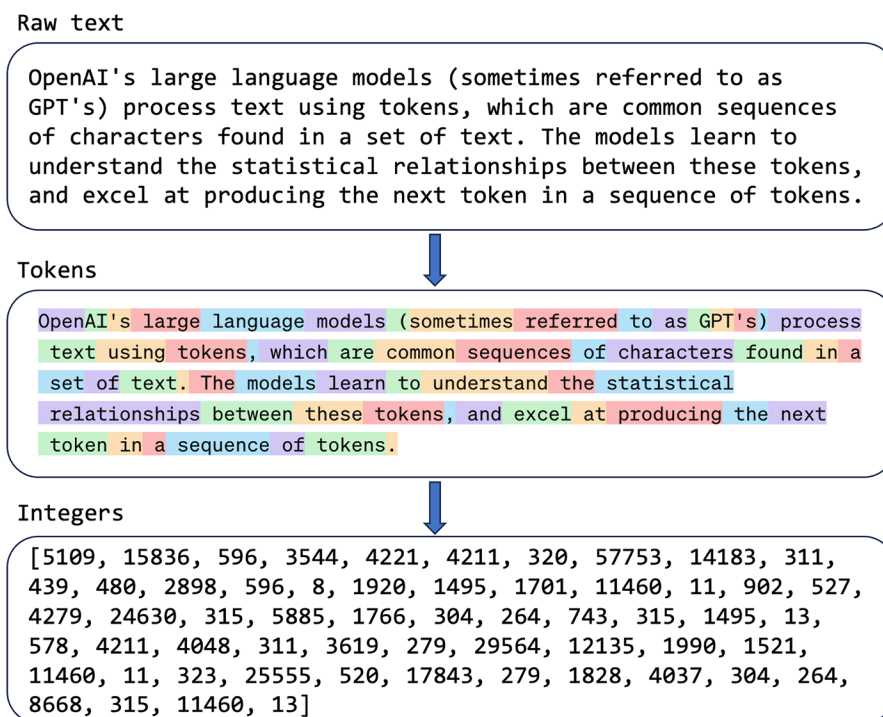 Raw text
OpenAI's large language models (sometimes referred to as
GPT's) process text using tokens, which are common sequences
of characters found in a set of text. The models learn to
understand the statistical relationships between these tokens,
and excel at producing the next token in a sequence of tokens.
Tokens
OpenAI's large language models (sometimes referred to as GPT's) process
text using tokens, which are common sequences of characters found in a
set of text. The models learn to understand the statistical
relationships between these tokens, and excel at producing the next
token in a sequence of tokens.
Integers
[5109, 15836, 596, 3544, 4221, 4211, 320, 57753, 14183, 311,
439, 480, 2898, 596, 8, 1920, 1495, 1701, 11460, 11, 902, 527,
4279, 24630, 315, 5885, 1766, 304, 264, 743, 315, 1495, 13,
578, 4211, 4048, 311, 3619, 279, 29564, 12135, 1990, 1521,
11460, 11, 323, 25555, 520, 17843, 279, 1828, 4037, 304, 264,
8668, 315, 11460, 13]